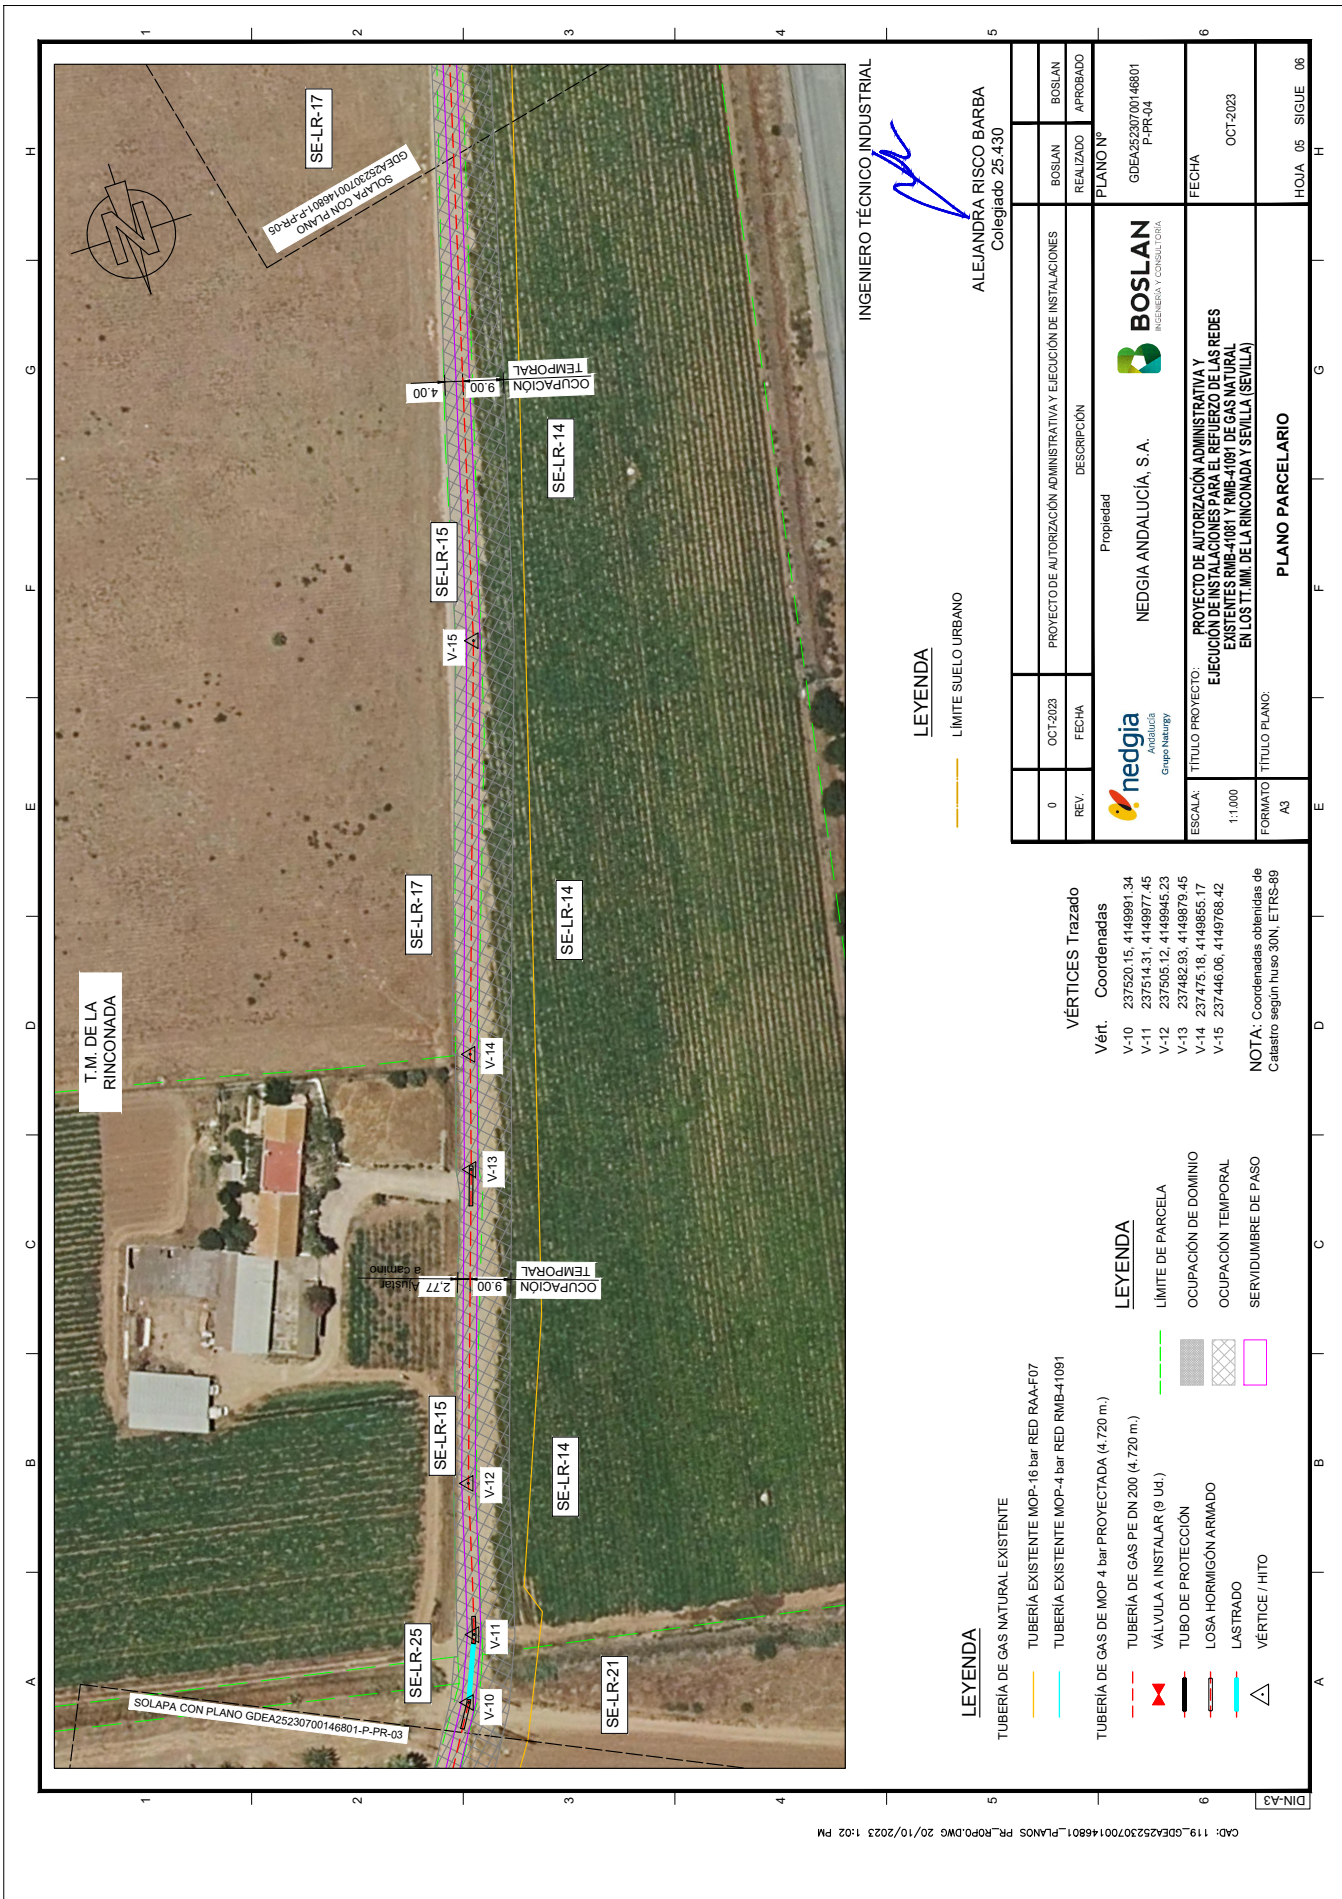 T.M. DE LA
RINCONADA
SE-LR-17
SE-LR-17
SE-LR-15
SE-LR-15
SE-LR-25
SE-LR-21
SE-LR-14
SE-LR-14
SE-LR-14
SOLAPA CON PLANO GDEA25230700146801-P-PR-03
SOLAPA CON PLANO
GDEA25230700146801-P-PR-05
V-10
V-11
V-12
V-13
V-14
V-15
Ajustar
a camino
2,77
9.00
OCUPACIÓN
TEMPORAL
4.00
9.00
OCUPACIÓN
TEMPORAL
INGENIERO TÉCNICO INDUSTRIAL
ALEJANDRA RISCO BARBA
Colegiado 25.430
LEYENDA
LÍMITE SUELO URBANO
LEYENDA
TUBERÍA DE GAS NATURAL EXISTENTE
TUBERÍA EXISTENTE MOP-16 bar RED RAA-F07
TUBERÍA EXISTENTE MOP-4 bar RED RMB-41091
TUBERÍA DE GAS DE MOP 4 bar PROYECTADA (4.720 m.)
TUBERÍA DE GAS PE DN 200 (4.720 m.)
VÁLVULA A INSTALAR (9 Ud.)
TUBO DE PROTECCIÓN
LOSA HORMIGÓN ARMADO
LASTRADO
VÉRTICE / HITO
LEYENDA
LÍMITE DE PARCELA
OCUPACIÓN DE DOMINIO
OCUPACIÓN TEMPORAL
SERVIDUMBRE DE PASO
VÉRTICES Trazado
Vért. Coordenadas
V-10 237520.15, 4149991.34
V-11 237514.31, 4149977.45
V-12 237505.12, 4149945.23
V-13 237482.93, 4149879.45
V-14 237475.18, 4149855.17
V-15 237446.06, 4149768.42
NOTA: Coordenadas obtenidas de
Catastro según huso 30N, ETRS-89
0 OCT-2023 PROYECTO DE AUTORIZACIÓN ADMINISTRATIVA Y EJECUCIÓN DE INSTALACIONES BOSLAN BOSLAN
REV. FECHA DESCRIPCIÓN REALIZADO APROBADO
Propiedad
nedgia
Andalucía
Grupo Naturgy
NEDGIA ANDALUCÍA, S.A.
BOSLAN
INGENIERÍA Y CONSULTORÍA
PLANO Nº
GDEA25230700146801
P-PR-04
ESCALA:
1:1.000
TÍTULO PROYECTO:
PROYECTO DE AUTORIZACIÓN ADMINISTRATIVA Y
EJECUCIÓN DE INSTALACIONES PARA EL REFUERZO DE LAS REDES
EXISTENTES RMB-41081 Y RMB-41091 DE GAS NATURAL
EN LOS TT.MM. DE LA RINCONADA Y SEVILLA (SEVILLA)
FECHA
OCT-2023
FORMATO
A3
TÍTULO PLANO:
PLANO PARCELARIO
HOJA 05 SIGUE 06
A B C D E F G H
A B C D E F G H
1 2 3 4 5 6
1 2 3 4 5 6
DIN-A3
CAD: 119_GDEA25230700146801_PLANOS PR_R0P0.DWG 20/10/2023 1:02 PM